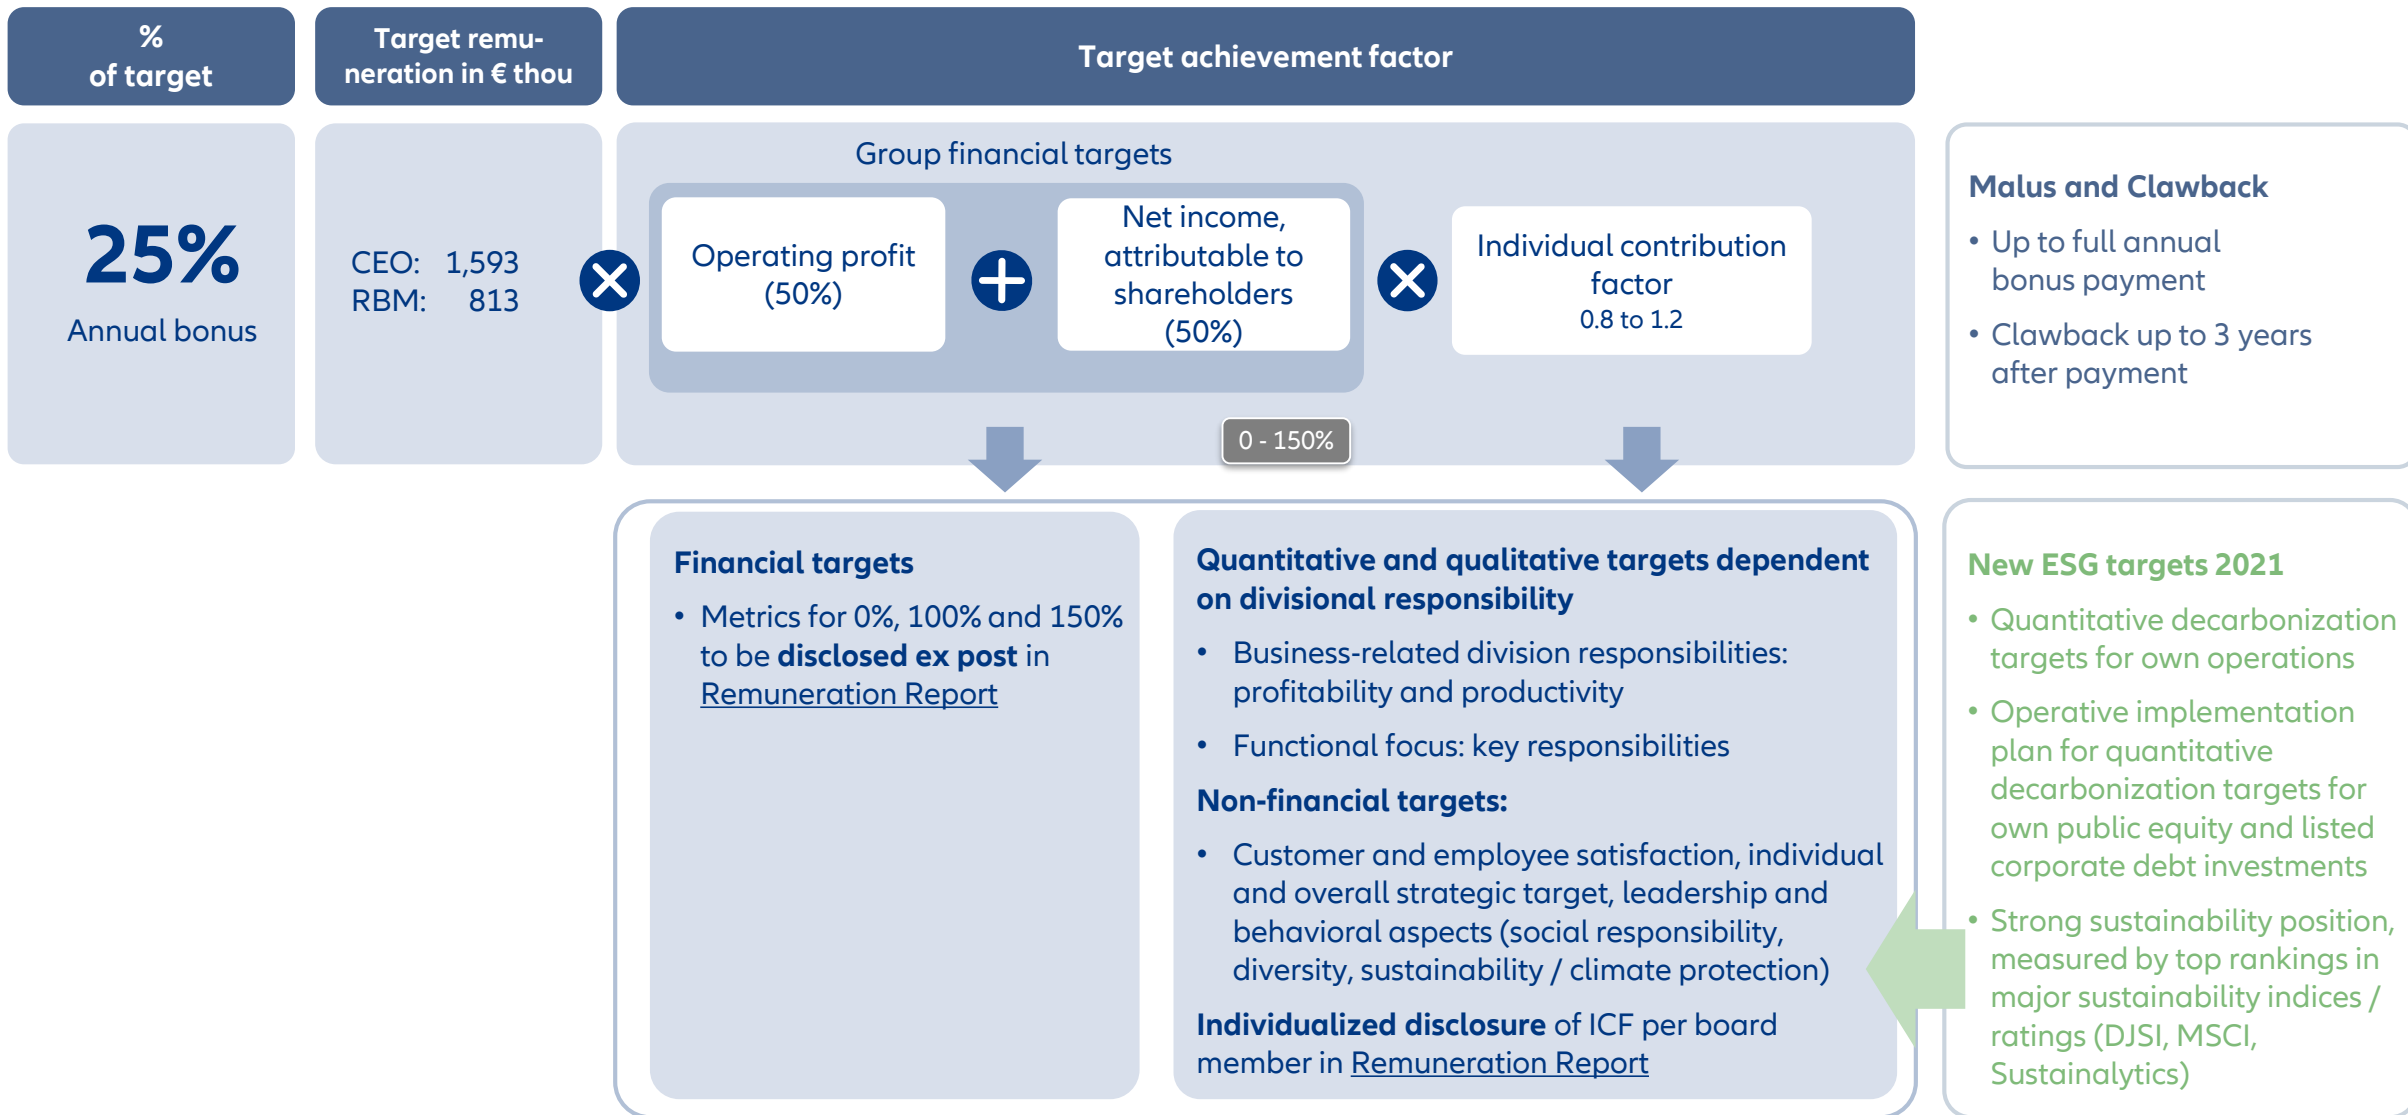 %
of target
Target remu-
neration in € thou
Target achievement factor
25%
Annual bonus
CEO: 1,593
RBM: 813
Group financial targets
Operating profit
(50%)
Net income,
attributable to
shareholders
(50%)
Individual contribution
factor
0.8 to 1.2
0 - 150%
Malus and Clawback
• Up to full annual
bonus payment
• Clawback up to 3 years
after payment
Financial targets
• Metrics for 0%, 100% and 150%
to be disclosed ex post in
Remuneration Report
Quantitative and qualitative targets dependent
on divisional responsibility
• Business-related division responsibilities:
profitability and productivity
• Functional focus: key responsibilities
Non-financial targets:
• Customer and employee satisfaction, individual
and overall strategic target, leadership and
behavioral aspects (social responsibility,
diversity, sustainability / climate protection)
Individualized disclosure of ICF per board
member in Remuneration Report
New ESG targets 2021
• Quantitative decarbonization
targets for own operations
• Operative implementation
plan for quantitative
decarbonization targets for
own public equity and listed
corporate debt investments
• Strong sustainability position,
measured by top rankings in
major sustainability indices /
ratings (DJSI, MSCI,
Sustainalytics)